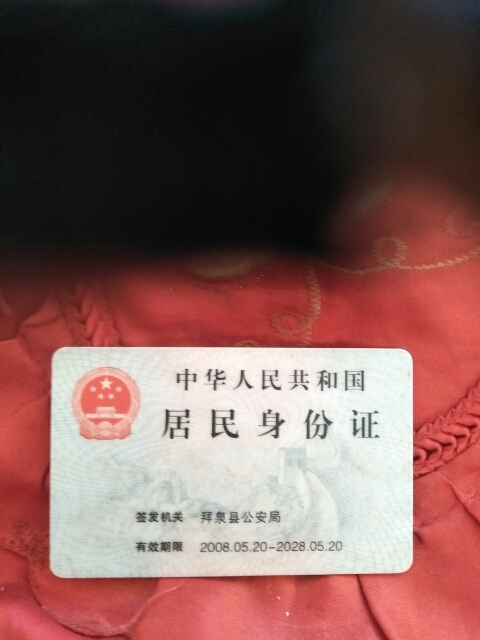 中华人民共和国
居民身份证
签发机关 拜泉县公安局
有效期限 2008.05.20-2028.05.20